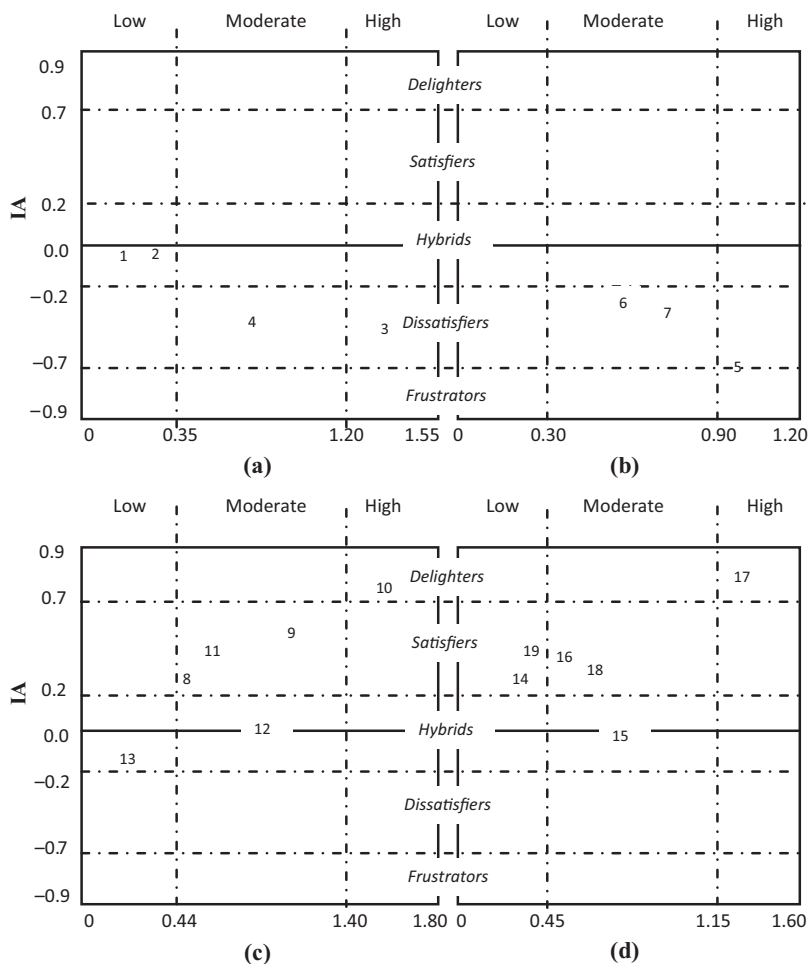 Low Moderate High Low Moderate High
0.9
Delighters
0.7
Satisfiers
0.2
IA
Hybrids
0.0
1 2
−0.2
6
7
4 3
Dissatisfiers
−0.7
5
Frustrators
−0.9
0 0.35 1.20 1.55 0 0.30 0.90 1.20
(a) (b)
Low Moderate High Low Moderate High
0.9
Delighters
10 17
0.7
9
Satisfiers
11 19 16
18
8 14
0.2
IA
12 Hybrids 15
0.0
13
−0.2
Dissatisfiers
−0.7
Frustrators
−0.9
0 0.44 1.40 1.80 0 0.45 1.15 1.60
(c) (d)